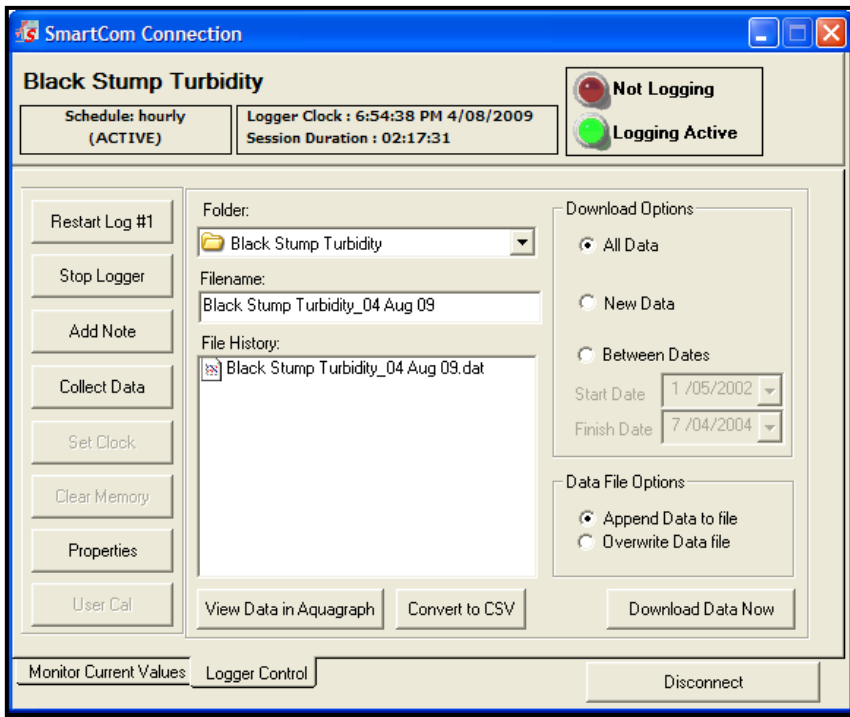 SmartCom Connection
Black Stump Turbidity
Schedule: hourly
(ACTIVE)
Logger Clock : 6:54:38 PM 4/08/2009
Session Duration : 02:17:31
Not Logging
Logging Active
Restart Log #1
Stop Logger
Add Note
Collect Data
Set Clock
Clear Memory
Properties
User Cal
Folder:
Black Stump Turbidity
Filename:
Black Stump Turbidity_04 Aug 09
File History:
Black Stump Turbidity_04 Aug 09.dat
View Data in Aquagraph
Convert to CSV
Download Options
All Data
New Data
Between Dates
Start Date 1 /05/2002
Finish Date 7 /04/2004
Data File Options
Append Data to file
Overwrite Data file
Download Data Now
Monitor Current Values
Logger Control
Disconnect